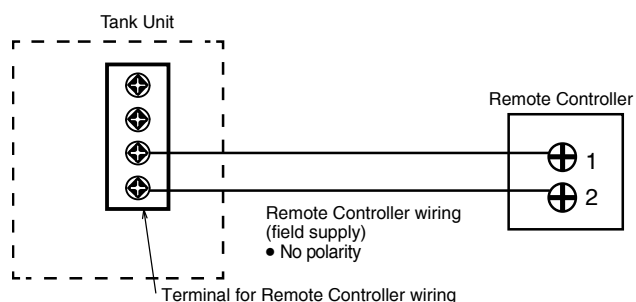 Tank Unit
Remote Controller
1
2
Remote Controller wiring
(field supply)
● No polarity
Terminal for Remote Controller wiring